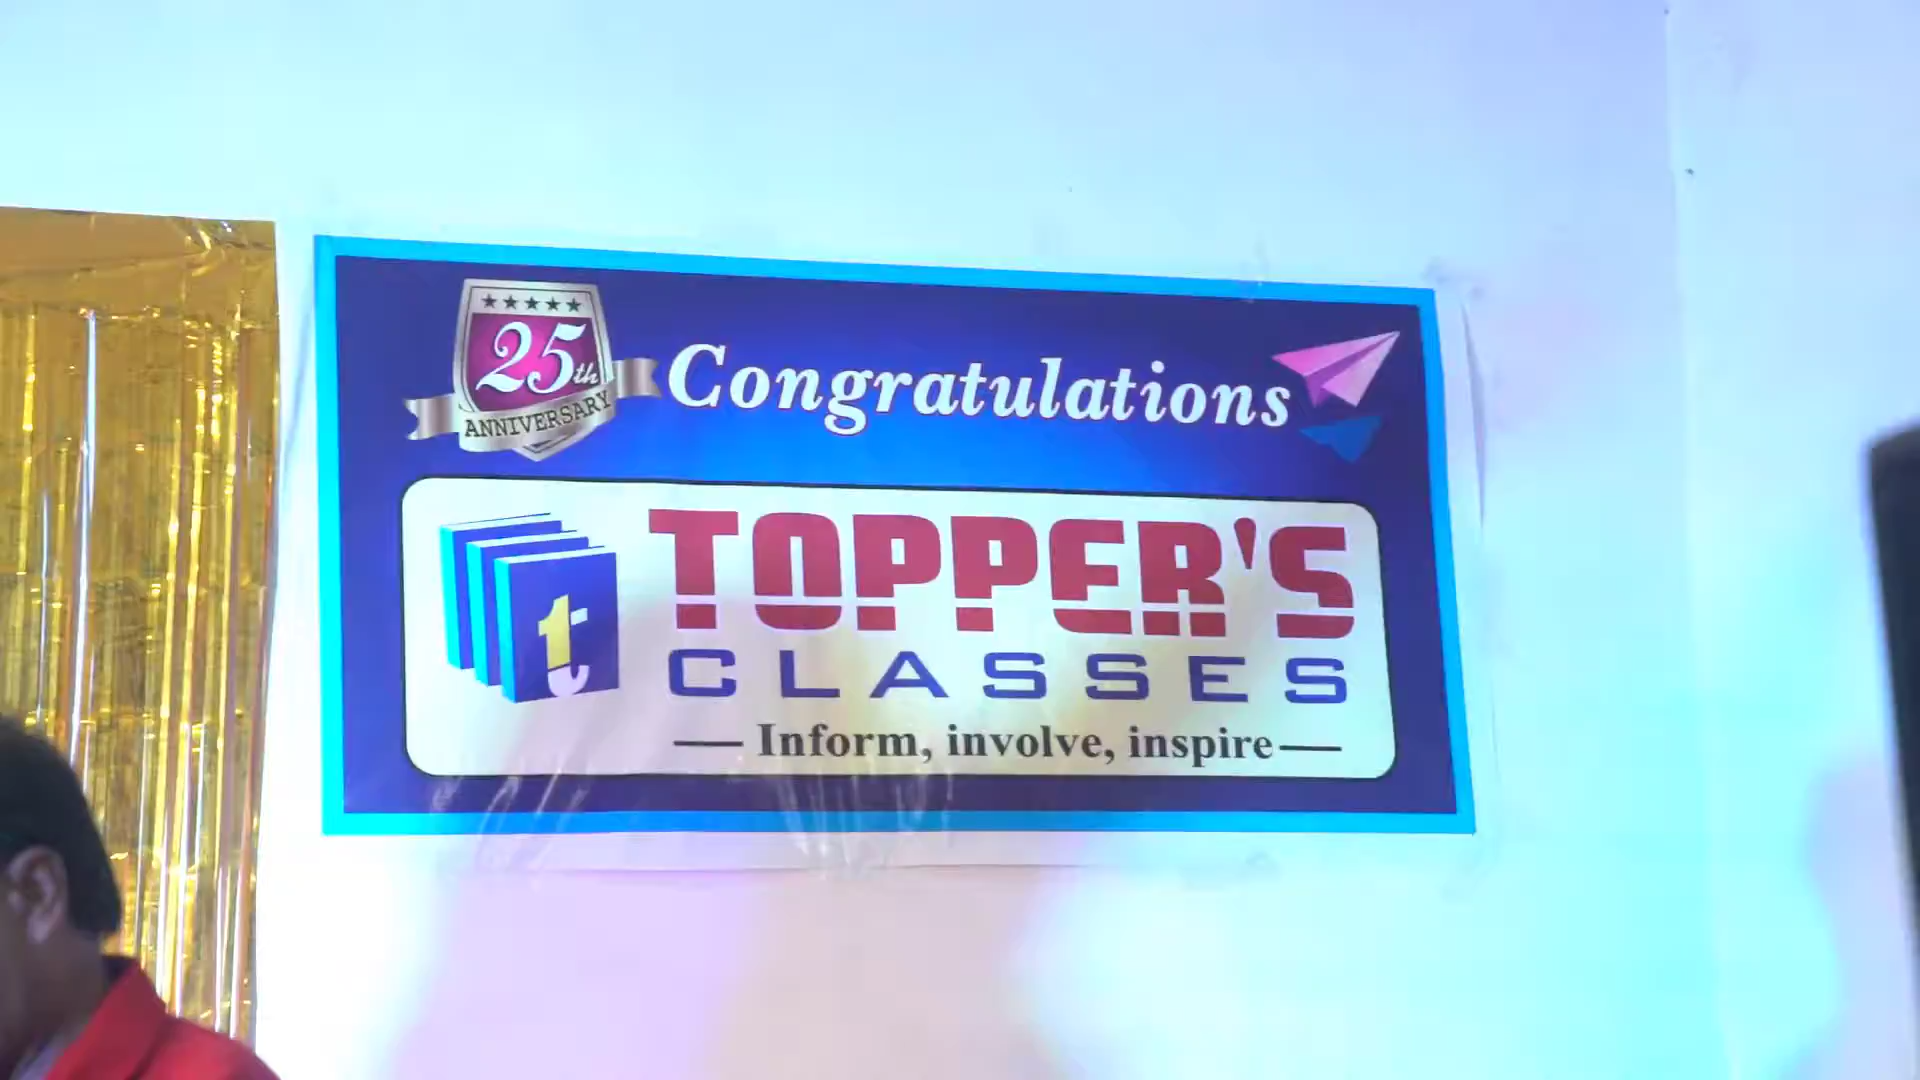 25th
ANNIVERSARY
Congratulations
t
TOPPER'S
CLASSES
Inform, involve, inspire